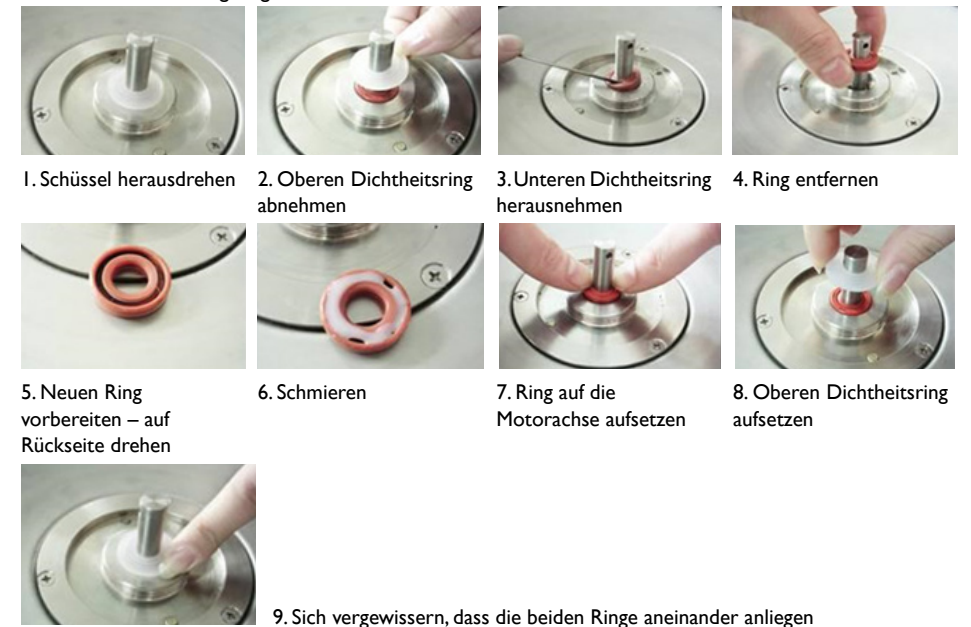 1. Schüssel herausdrehen
2. Oberen Dichtheitsring
abnehmen
3.Unteren Dichtheitsring
herausnehmen
4. Ring entfernen
5. Neuen Ring
vorbereiten – auf
Rückseite drehen
6. Schmieren
7. Ring auf die
Motorachse aufsetzen
8. Oberen Dichtheitsring
aufsetzen
9. Sich vergewissern, dass die beiden Ringe aneinander anliegen